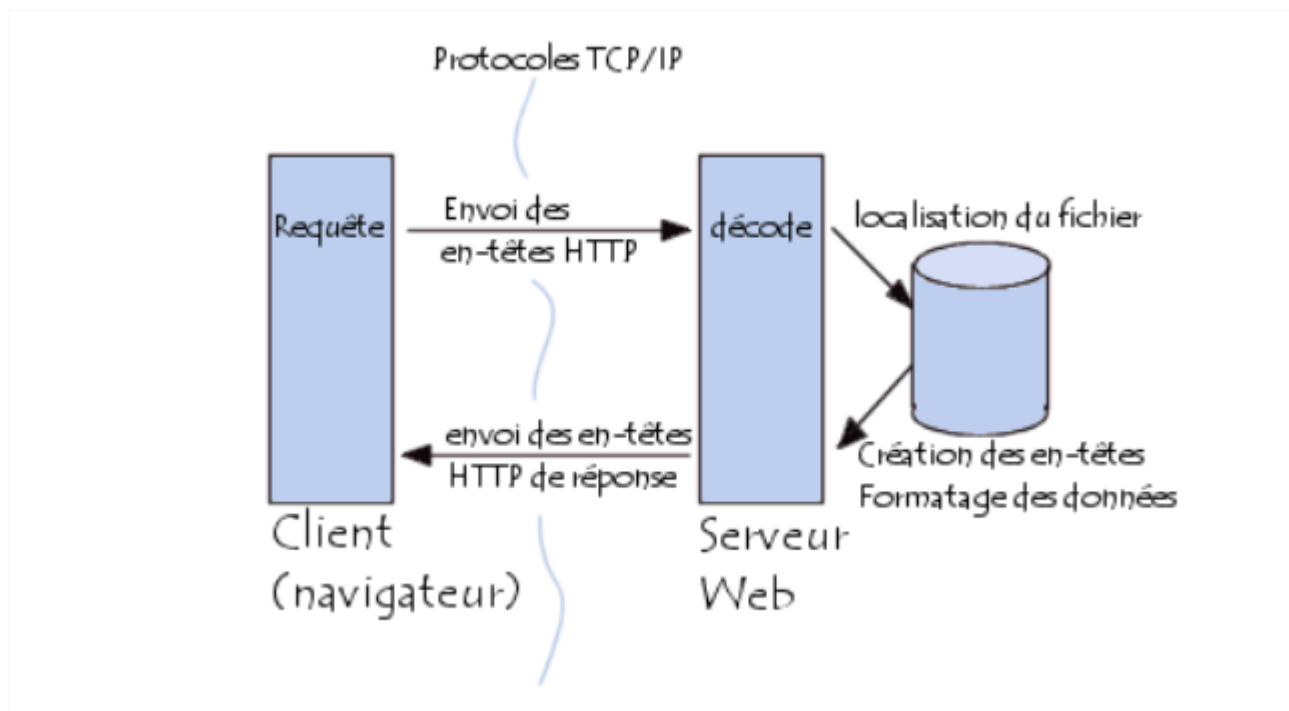 Protocoles TCP/IP
Requête
Envoi des
en-têtes HTTP
décode
localisation du fichier
envoi des en-têtes
HTTP de réponse
Création des en-têtes
Formatage des données
Client
(navigateur)
Serveur
Web